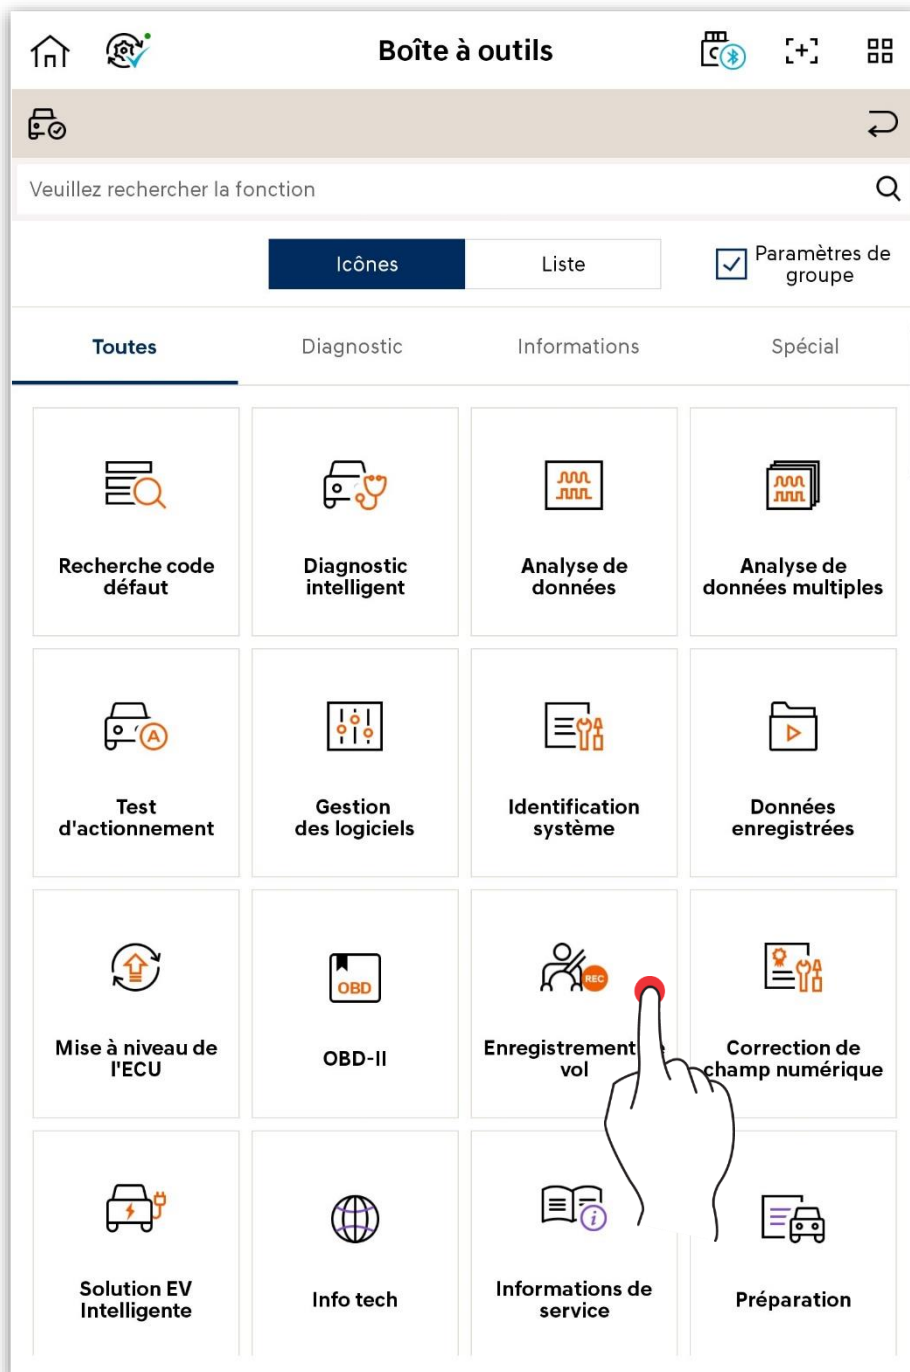 Boîte à outils
Veuillez rechercher la fonction
Icônes
Liste
Paramètres de
groupe
Toutes
Diagnostic
Informations
Spécial
Recherche code
défaut
Diagnostic
intelligent
Analyse de
données
Analyse de
données multiples
A
Test
d'actionnement
Gestion
des logiciels
Identification
système
Données
enregistrées
Mise à niveau de
l'ECU
OBD
OBD-II
REC
Enregistrement
vol
Correction de
champ numérique
Solution EV
Intelligente
Info tech
i
Informations de
service
Préparation